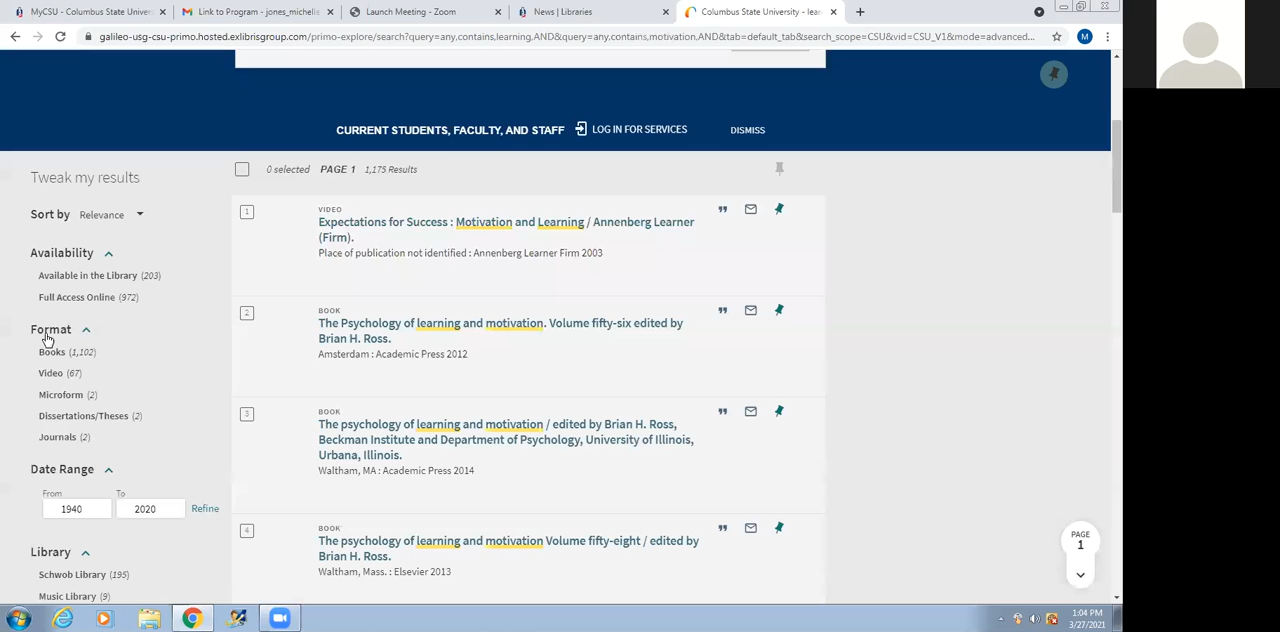 MyCSU - Columbus State Univer
Link to Program - jones_michelle
Launch Meeting - Zoom
News | Libraries
Columbus State University - lear
galileo-usg-csu-primo.hosted.exlibrisgroup.com/primo-explore/search?query=any,contains,learning,AND&query=any,contains,motivation,AND&tab=default_tab&search_scope=CSU&vid=CSU_V1&mode=advanced...
M
CURRENT STUDENTS, FACULTY, AND STAFF LOG IN FOR SERVICES DISMISS
Tweak my results
Sort by Relevance
Availability
Available in the Library (203)
Full Access Online (972)
Format
Books (1,102)
Video (67)
Microform (2)
Dissertations/Theses (2)
Journals (2)
Date Range
From To
1940 2020 Refine
Library
Schwob Library (195)
Music Library (9)
0 selected PAGE 1 1,175 Results
1
VIDEO
Expectations for Success : Motivation and Learning / Annenberg Learner
(Firm).
Place of publication not identified : Annenberg Learner Firm 2003
2
BOOK
The Psychology of learning and motivation. Volume fifty-six edited by
Brian H. Ross.
Amsterdam : Academic Press 2012
3
BOOK
The psychology of learning and motivation / edited by Brian H. Ross,
Beckman Institute and Department of Psychology, University of Illinois,
Urbana, Illinois.
Waltham, MA : Academic Press 2014
4
BOOK
The psychology of learning and motivation Volume fifty-eight / edited by
Brian H. Ross.
Waltham, Mass. : Elsevier 2013
PAGE
1
1:04 PM
3/27/2021